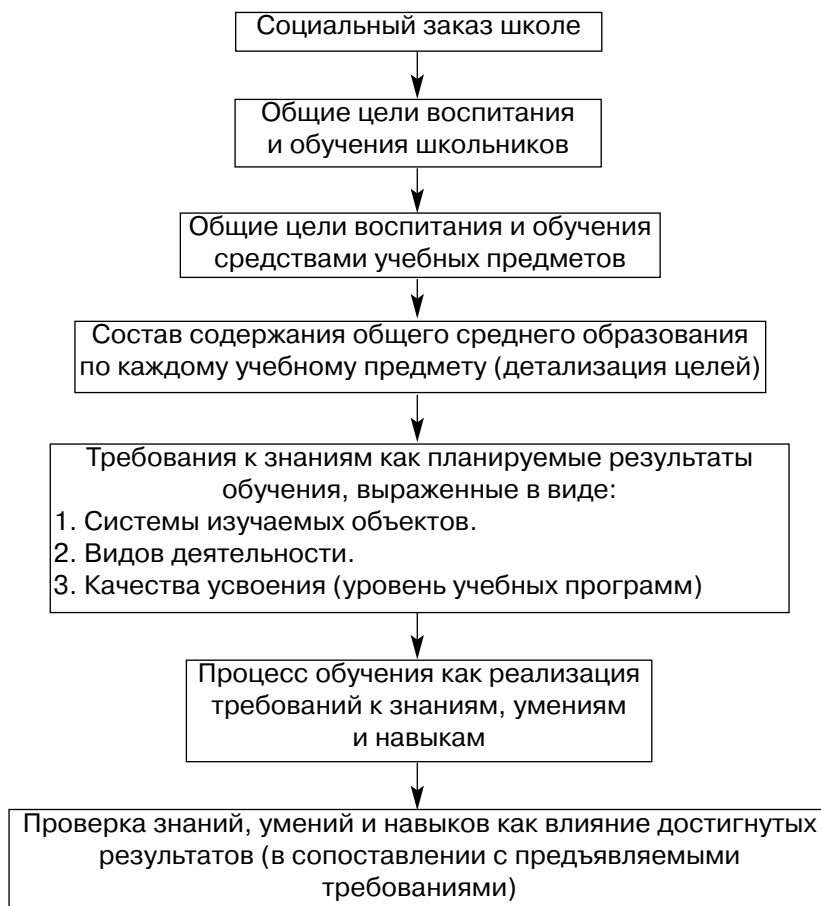 Социальный заказ школе
Общие цели воспитания
и обучения школьников
Общие цели воспитания и обучения
средствами учебных предметов
Состав содержания общего среднего образования
по каждому учебному предмету (детализация целей)
Требования к знаниям как планируемые результаты
обучения, выраженные в виде:
1. Системы изучаемых объектов.
2. Видов деятельности.
3. Качества усвоения (уровень учебных программ)
Процесс обучения как реализация
требований к знаниям, умениям
и навыкам
Проверка знаний, умений и навыков как влияние достигнутых
результатов (в сопоставлении с предъявляемыми
требованиями)